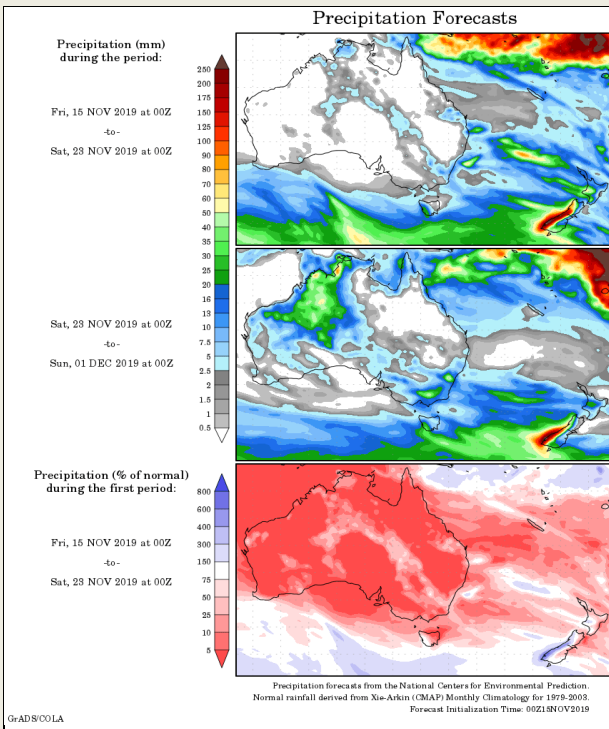 Precipitation Forecasts
Precipitation (mm)
during the period:
Fri, 15 NOV 2019 at 00Z
-to-
Sat, 23 NOV 2019 at 00Z
250
200
175
150
125
100
90
80
70
60
50
40
35
30
25
20
16
13
10
7.5
5
2.5
2
1.5
1
0.5
Sat, 23 NOV 2019 at 00Z
-to-
Sun, 01 DEC 2019 at 00Z
Precipitation (% of normal)
during the first period:
Fri, 15 NOV 2019 at 00Z
-to-
Sat, 23 NOV 2019 at 00Z
800
600
400
300
150
75
50
25
10
5
Precipitation forecasts from the National Centers for Environmental Prediction.
Normal rainfall derived from Xie-Arkin (CMAP) Monthly Climatology for 1979-2003.
Forecast Initialization Time: 00Z15NOV2019
GrADS/COLA